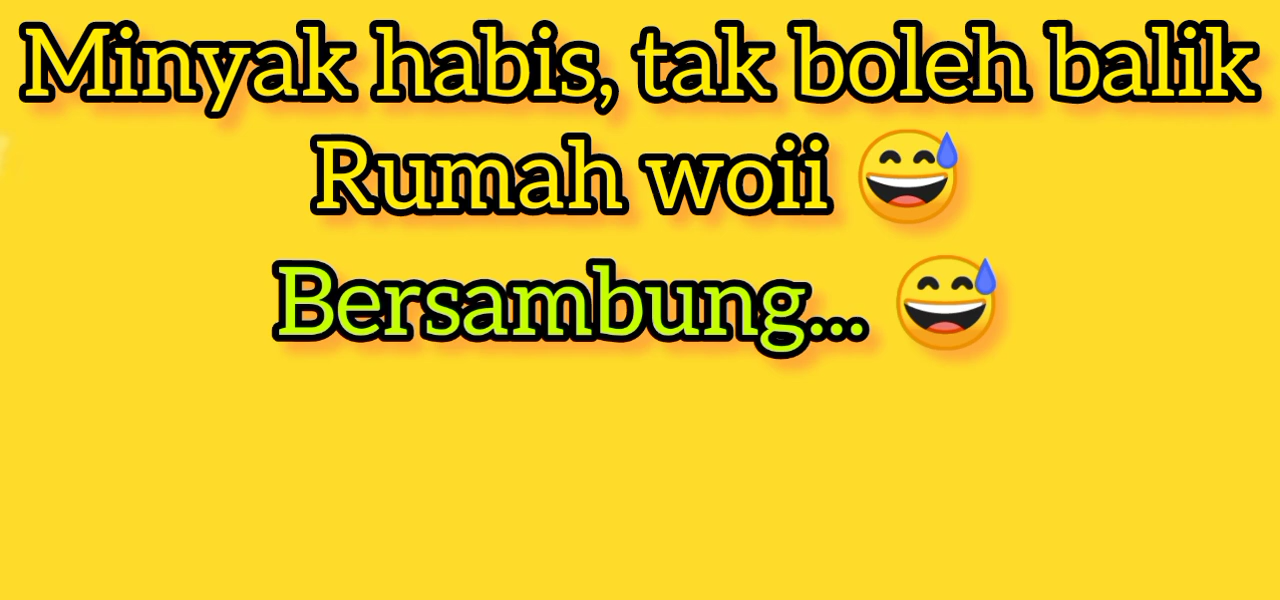 Minyak habis, tak boleh balik
Rumah woii 😅
Bersambung... 😅